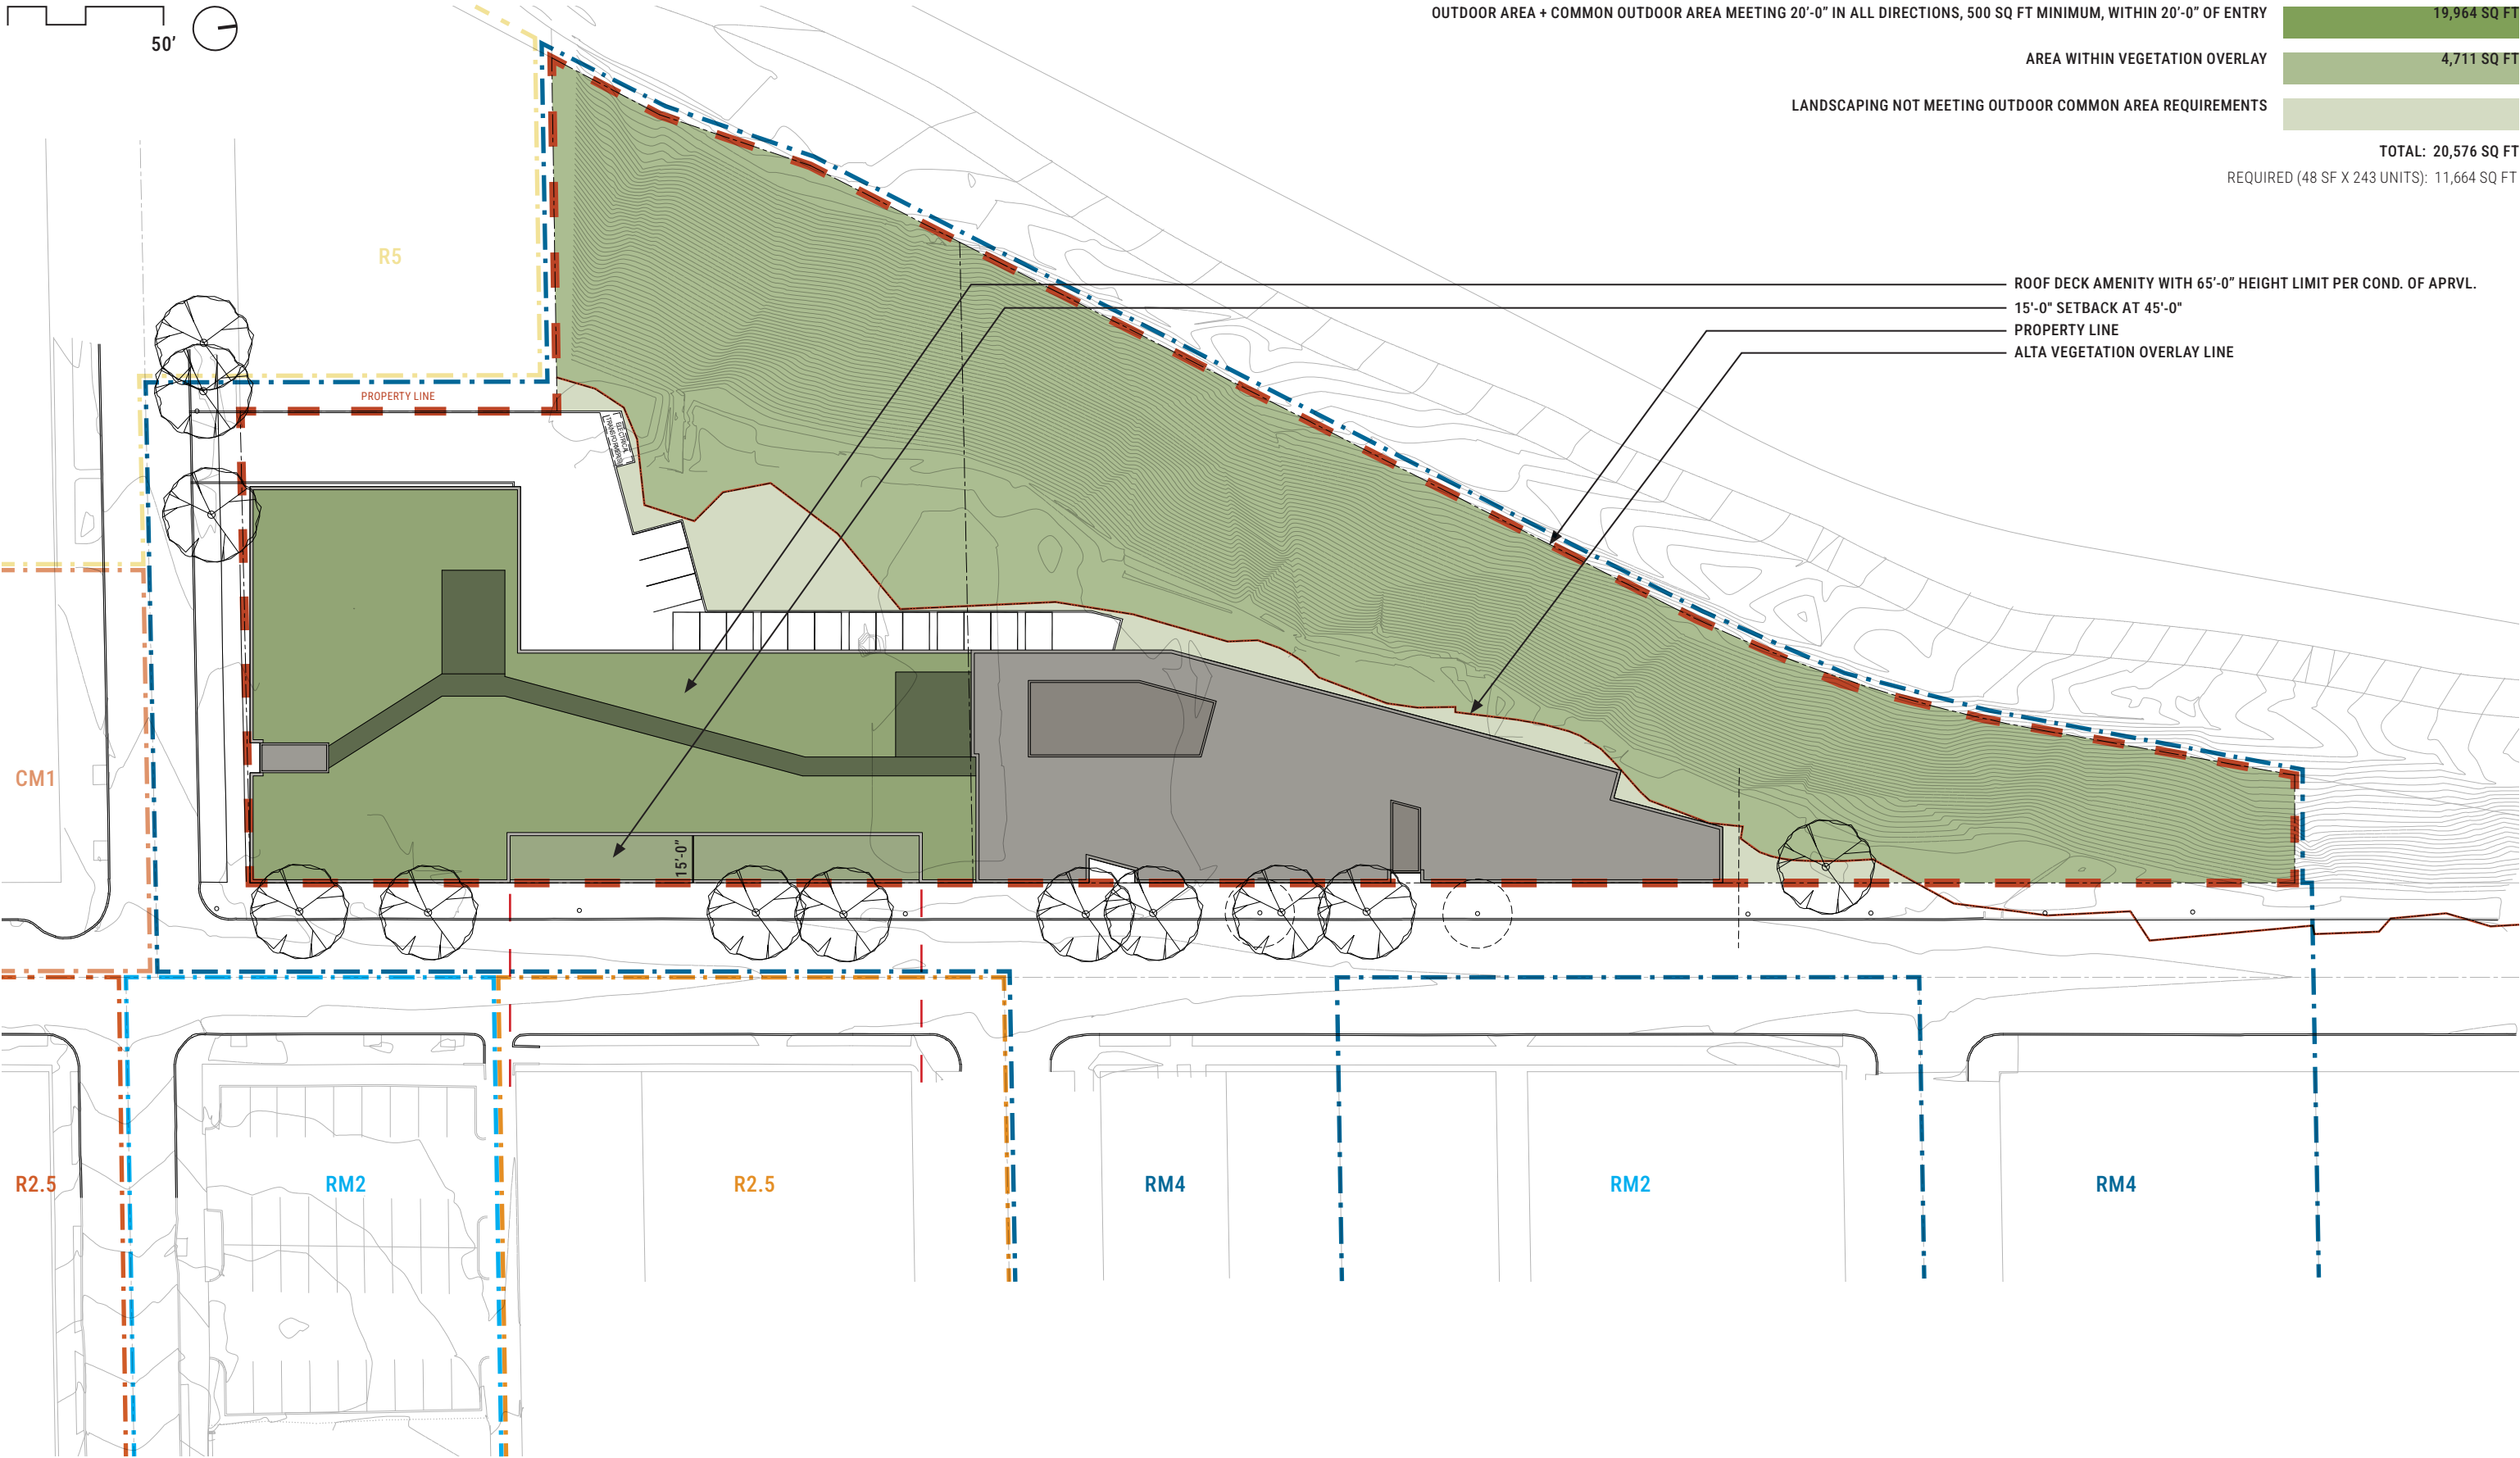 50’
OUTDOOR AREA + COMMON OUTDOOR AREA MEETING 20’-0” IN ALL DIRECTIONS, 500 SQ FT MINIMUM, WITHIN 20’-0” OF ENTRY 19,964 SQ FT
AREA WITHIN VEGETATION OVERLAY 4,711 SQ FT
LANDSCAPING NOT MEETING OUTDOOR COMMON AREA REQUIREMENTS
TOTAL: 20,576 SQ FT
REQUIRED (48 SF X 243 UNITS): 11,664 SQ FT
R5
ROOF DECK AMENITY WITH 65’-0” HEIGHT LIMIT PER COND. OF APRVL.
15'-0" SETBACK AT 45'-0"
PROPERTY LINE
ALTA VEGETATION OVERLAY LINE
PROPERTY LINE
ELECTRICAL
TRANSFORMERS
CM1
15’-0”
R2.5
RM2
R2.5
RM4
RM2
RM4